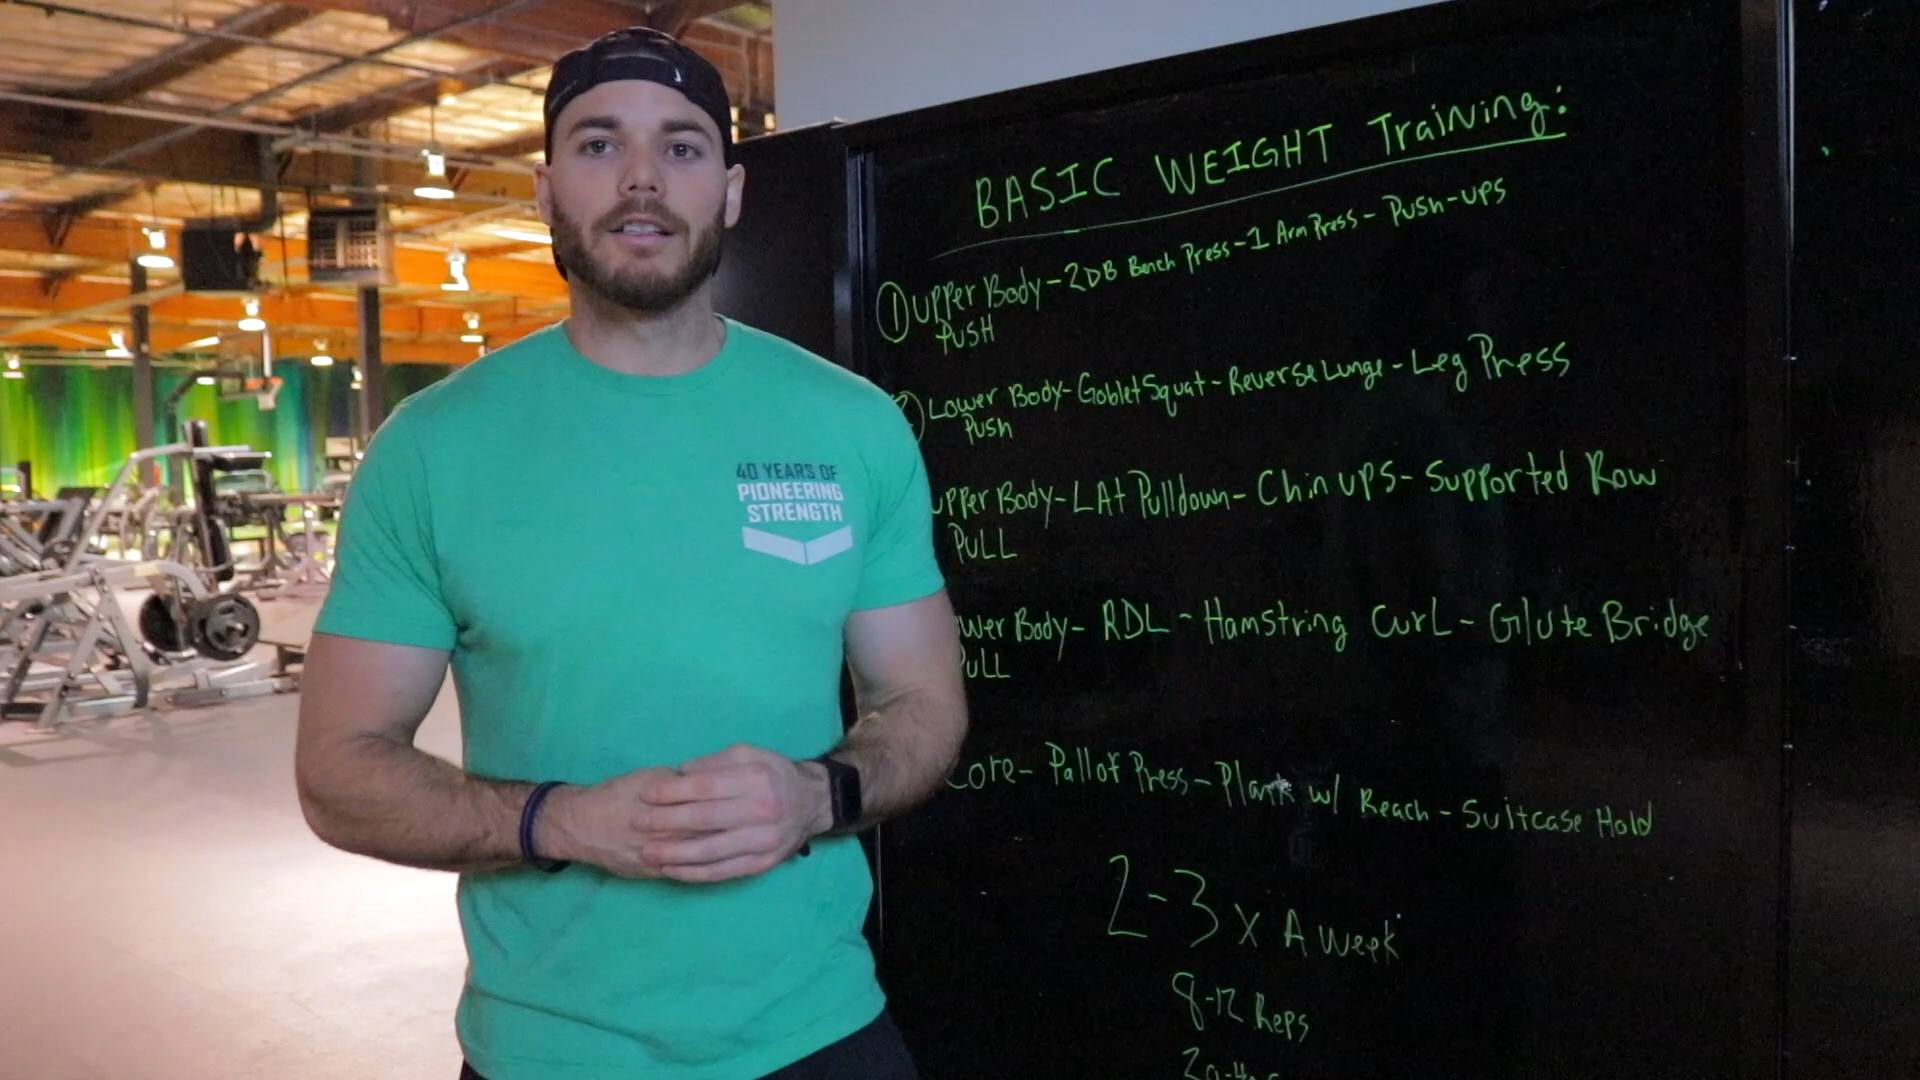 BASIC WEIGHT Training:
① UPPER Body - 2DB Bench Press - 1 Arm Press - Push-ups
PUSH
Lower Body - Goblet Squat - Reverse Lunge - Leg Press
Push
upper Body - LAt Pulldown - Chin ups - Supported Row
PULL
wer Body - RDL - Hamstring Curl - Glute Bridge
ULL
Core - Pallof Press - Plank w/ Reach - Suitcase Hold
2-3 x A week
8-12 Reps
40 YEARS OF
PIONEERING
STRENGTH